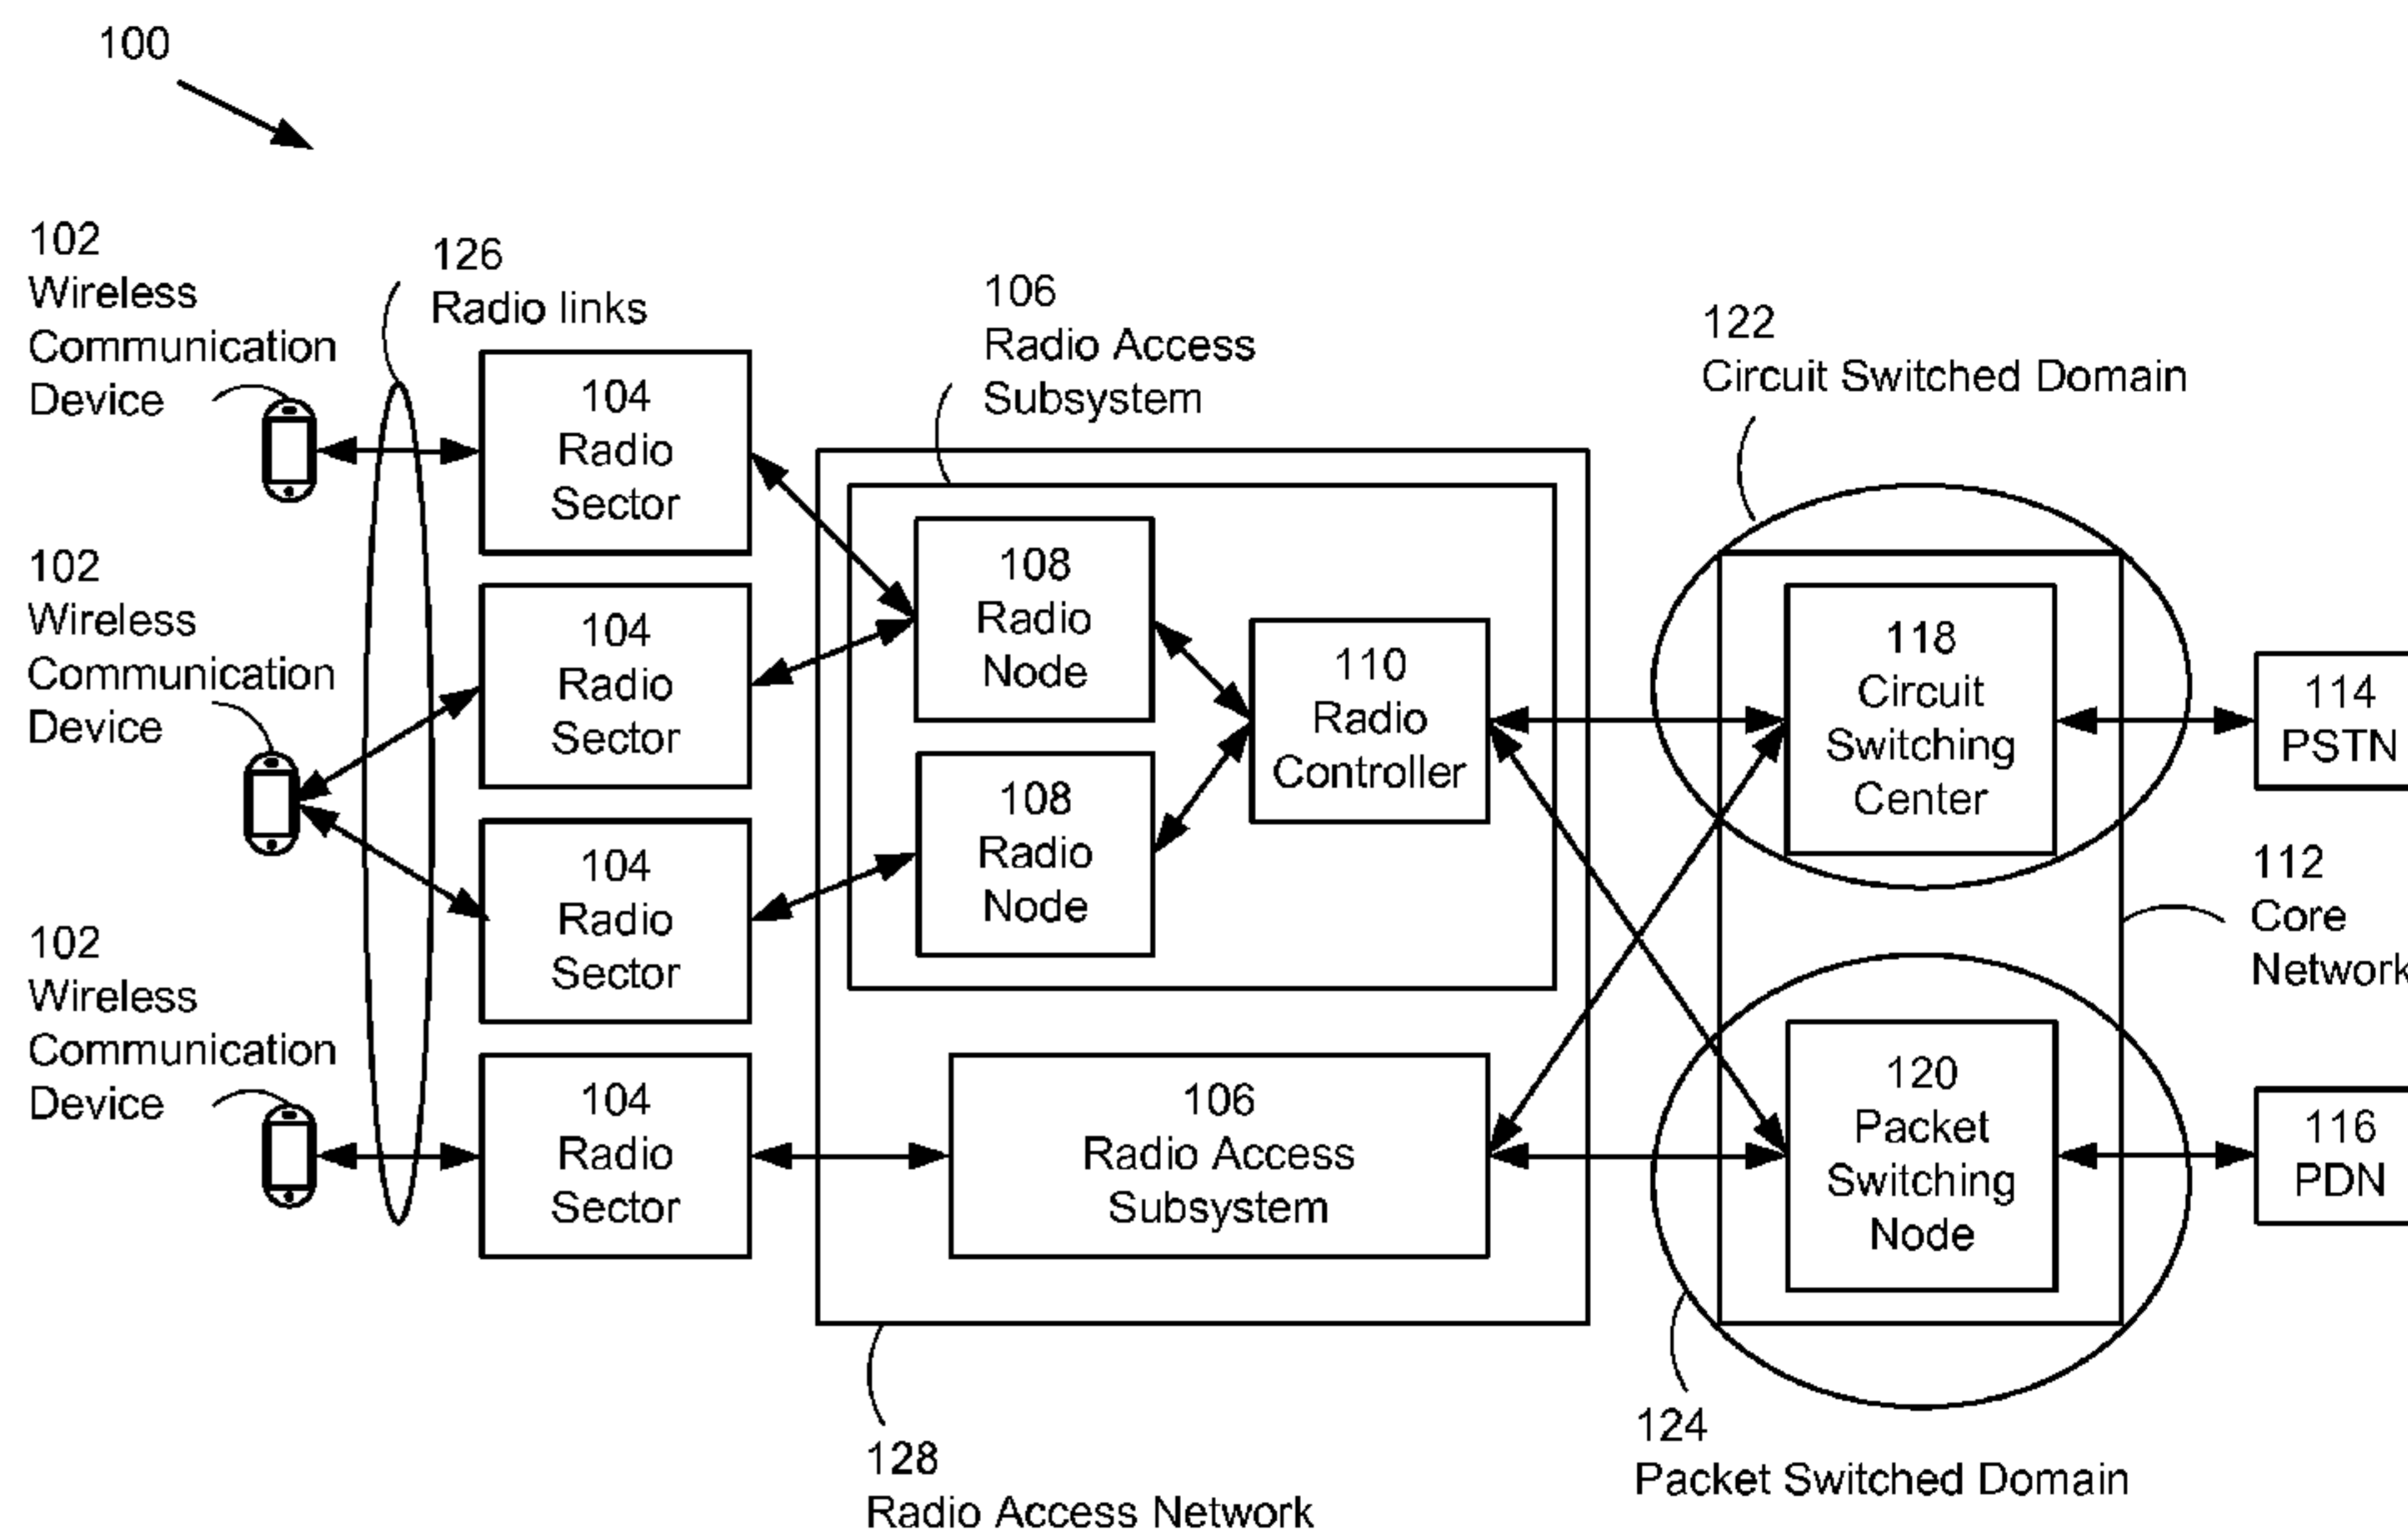 100
102
Wireless
Communication
Device
126
Radio links
106
Radio Access
Subsystem
122
Circuit Switched Domain
104
Radio
Sector
102
Wireless
Communication
Device
104
Radio
Sector
108
Radio
Node
110
Radio
Controller
118
Circuit
Switching
Center
114
PSTN
104
Radio
Sector
108
Radio
Node
112
Core
Network
102
Wireless
Communication
Device
104
Radio
Sector
106
Radio Access
Subsystem
120
Packet
Switching
Node
116
PDN
128
Radio Access Network
124
Packet Switched Domain